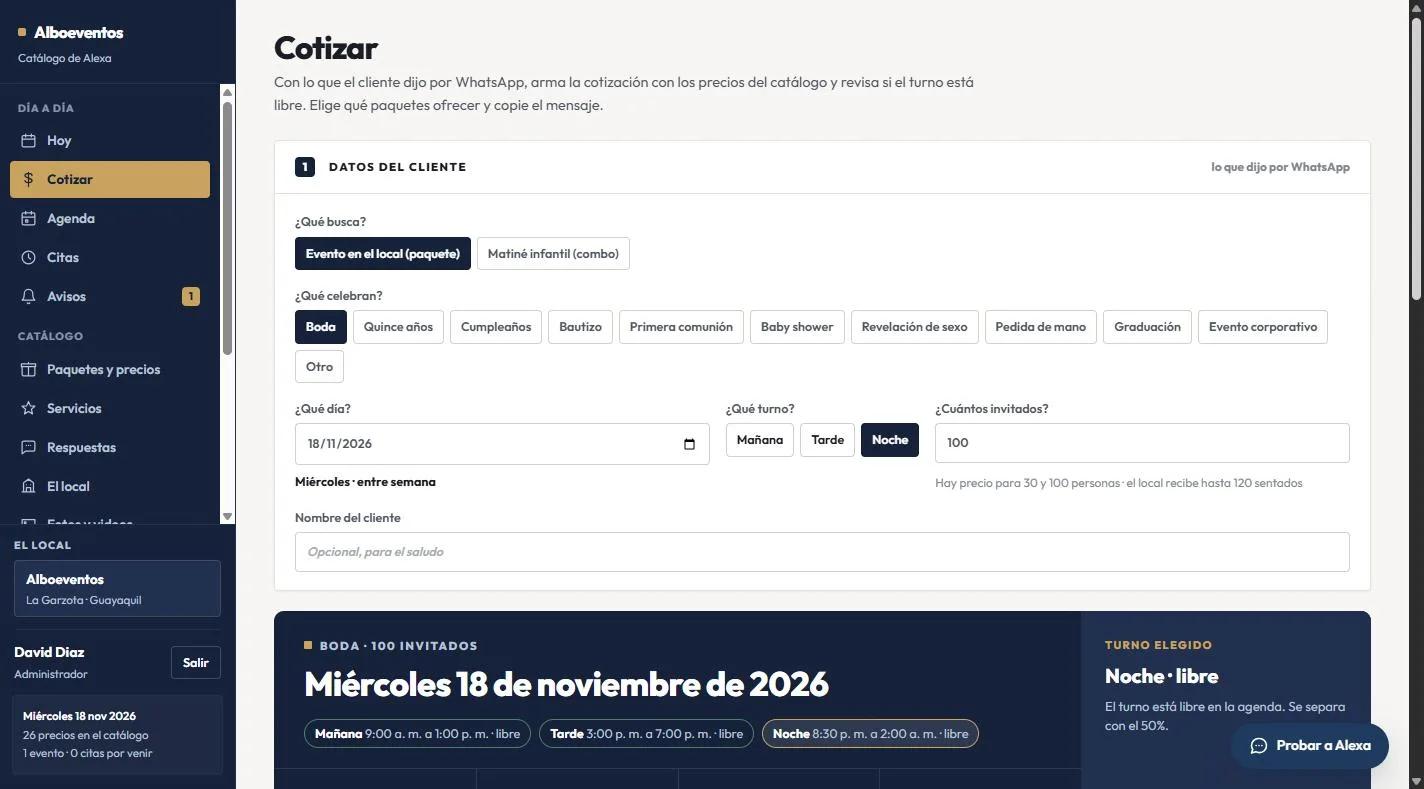 Alboeventos
Catálogo de Alexa
DÍA A DÍA
Hoy
Cotizar
Agenda
Citas
Avisos 1
CATÁLOGO
Paquetes y precios
Servicios
Respuestas
El local
Fotos y videos
EL LOCAL
Alboeventos
La Garzota · Guayaquil
David Diaz
Administrador
Salir
Miércoles 18 nov 2026
26 precios en el catálogo
1 evento · 0 citas por venir
Cotizar
Con lo que el cliente dijo por WhatsApp, arma la cotización con los precios del catálogo y revisa si el turno está
libre. Elige qué paquetes ofrecer y copie el mensaje.
1 DATOS DEL CLIENTE lo que dijo por WhatsApp
¿Qué busca?
Evento en el local (paquete) Matiné infantil (combo)
¿Qué celebran?
Boda Quince años Cumpleaños Bautizo Primera comunión Baby shower Revelación de sexo Pedida de mano Graduación Evento corporativo
Otro
¿Qué día? ¿Qué turno? ¿Cuántos invitados?
18/11/2026 Mañana Tarde Noche 100
Miércoles · entre semana Hay precio para 30 y 100 personas · el local recibe hasta 120 sentados
Nombre del cliente
Opcional, para el saludo
BODA · 100 INVITADOS
Miércoles 18 de noviembre de 2026
Mañana 9:00 a. m. a 1:00 p. m. · libre Tarde 3:00 p. m. a 7:00 p. m. · libre Noche 8:30 p. m. a 2:00 a. m. · libre
TURNO ELEGIDO
Noche · libre
El turno está libre en la agenda. Se separa
con el 50%.
Probar a Alexa